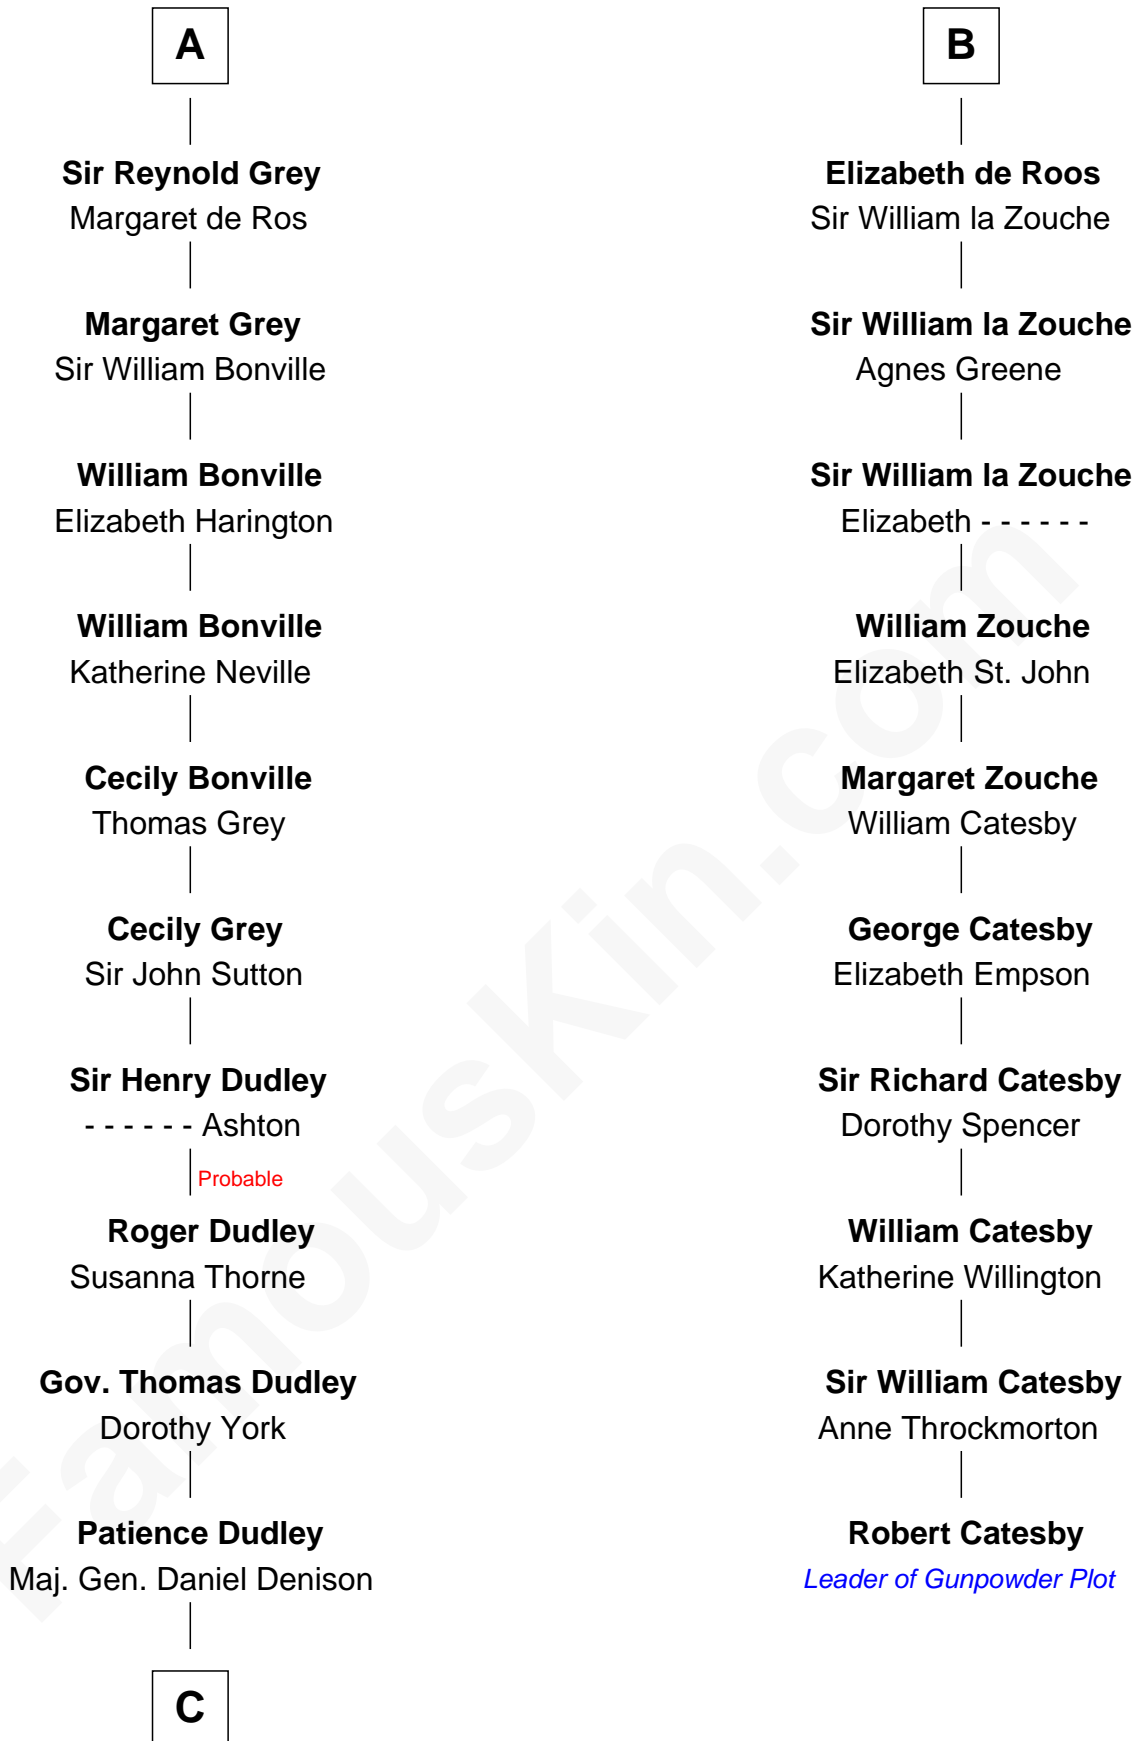 A
Sir Reynold Grey
Margaret de Ros
Margaret Grey
Sir William Bonville
William Bonville
Elizabeth Harington
William Bonville
Katherine Neville
Cecily Bonville
Thomas Grey
Cecily Grey
Sir John Sutton
Sir Henry Dudley
- - - - - - Ashton
Probable
Roger Dudley
Susanna Thorne
Gov. Thomas Dudley
Dorothy York
Patience Dudley
Maj. Gen. Daniel Denison
C
B
Elizabeth de Roos
Sir William la Zouche
Sir William la Zouche
Agnes Greene
Sir William la Zouche
Elizabeth - - - - - -
William Zouche
Elizabeth St. John
Margaret Zouche
William Catesby
George Catesby
Elizabeth Empson
Sir Richard Catesby
Dorothy Spencer
William Catesby
Katherine Willington
Sir William Catesby
Anne Throckmorton
Robert Catesby
Leader of Gunpowder Plot
FamousKin.com